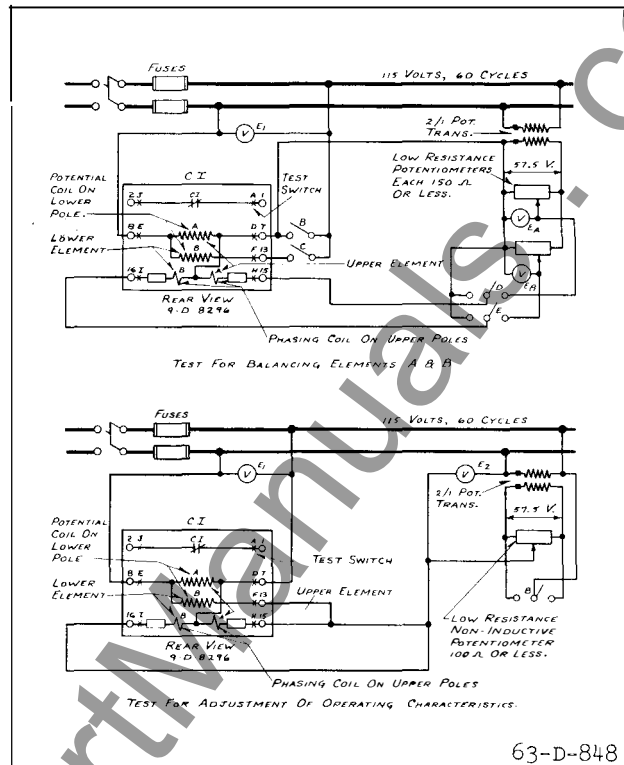 FUSES
115 VOLTS, 60 CYCLES
E1
V
2/1 POT.
TRANS.
LOW RESISTANCE
POTENTIOMETERS
EACH 150 Ω
OR LESS.
57.5 V.
POTENTIAL
COIL ON
LOWER
POLE.
CI
TEST
SWITCH
2 J
CI
A 1
A
B
8 E
D 7
F 13
B
C
V
EA
LOWER
ELEMENT
UPPER ELEMENT
16 I
B
H 15
V
EB
D
E
REAR VIEW
9-D 8296
PHASING COIL ON UPPER POLES
TEST FOR BALANCING ELEMENTS A & B
FUSES
115 VOLTS, 60 CYCLES
E1
V
E2
V
2/1 POT.
TRANS.
57.5 V.
POTENTIAL
COIL ON
LOWER
POLE
CI
2 J
CI
1
TEST SWITCH
A
B
8 E
D 7
F 13
LOWER
ELEMENT
UPPER ELEMENT
16 I
B
H 15
B
REAR VIEW
9-D 8296
LOW RESISTANCE
NON-INDUCTIVE
POTENTIOMETER
100 Ω OR LESS.
PHASING COIL ON UPPER POLES
TEST FOR ADJUSTMENT OF OPERATING CHARACTERISTICS.
63-D-848